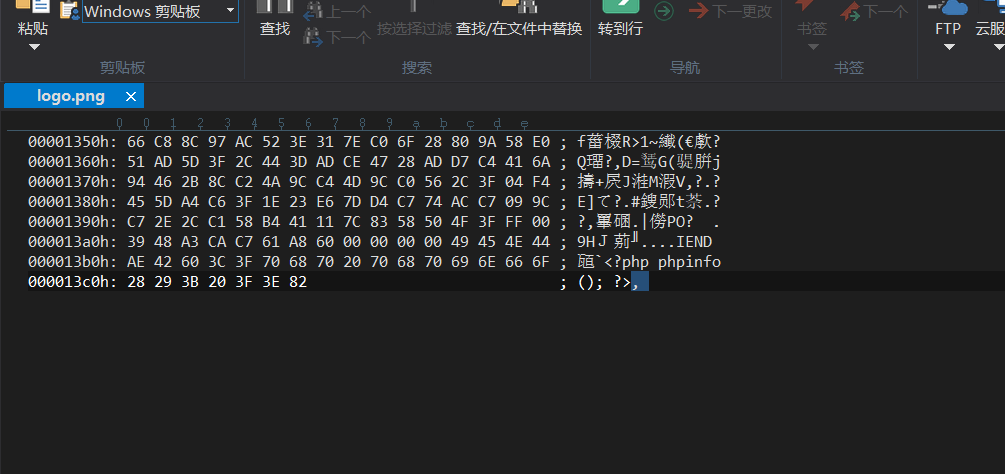 Windows 剪贴板
上一个
下一个
粘贴
查找
按选择过滤
查找/在文件中替换
转到行
下一更改
书签
下一个
FTP
云服
剪贴板
搜索
导航
书签
logo.png ×
0 0 1 2 3 4 5 6 7 8 9 a b c d e
00001350h: 66 C8 8C 97 AC 52 3E 31 7E C0 6F 28 80 9A 58 E0 ;
00001360h: 51 AD 5D 3F 2C 44 3D AD CE 47 28 AD D7 C4 41 6A ;
00001370h: 94 46 2B 8C C2 4A 9C C4 4D 9C C0 56 2C 3F 04 F4 ;
00001380h: 45 5D A4 C6 3F 1E 23 E6 7D D4 C7 74 AC C7 09 9C ;
00001390h: C7 2E 2C C1 58 B4 41 11 7C 83 58 50 4F 3F FF 00 ;
000013a0h: 39 48 A3 CA C7 61 A8 60 00 00 00 00 49 45 4E 44 ;
000013b0h: AE 42 60 3C 3F 70 68 70 20 70 68 70 69 6E 66 6F ; <?php phpinfo
000013c0h: 28 29 3B 20 3F 3E 82 ; (); ?>,